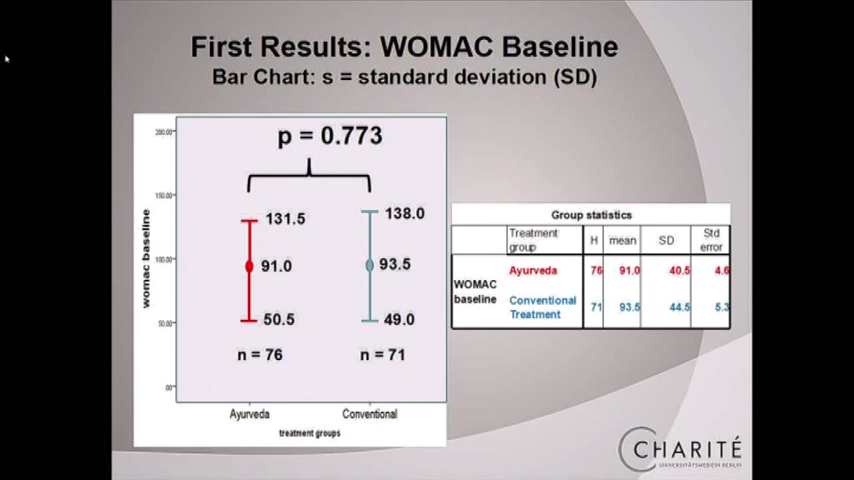 First Results: WOMAC Baseline
Bar Chart: s = standard deviation (SD)
p = 0.773
200.00
150.00
100.00
50.00
.00
womac baseline
131.5
91.0
50.5
n = 76
138.0
93.5
49.0
n = 71
Ayurveda
Conventional
treatment groups
Group statistics
Treatment group
H
mean
SD
Std error
WOMAC baseline
Ayurveda
76
91.0
40.5
4.6
Conventional Treatment
71
93.5
44.5
5.3
CHARITÉ
UNIVERSITÄTSMEDIZIN BERLIN